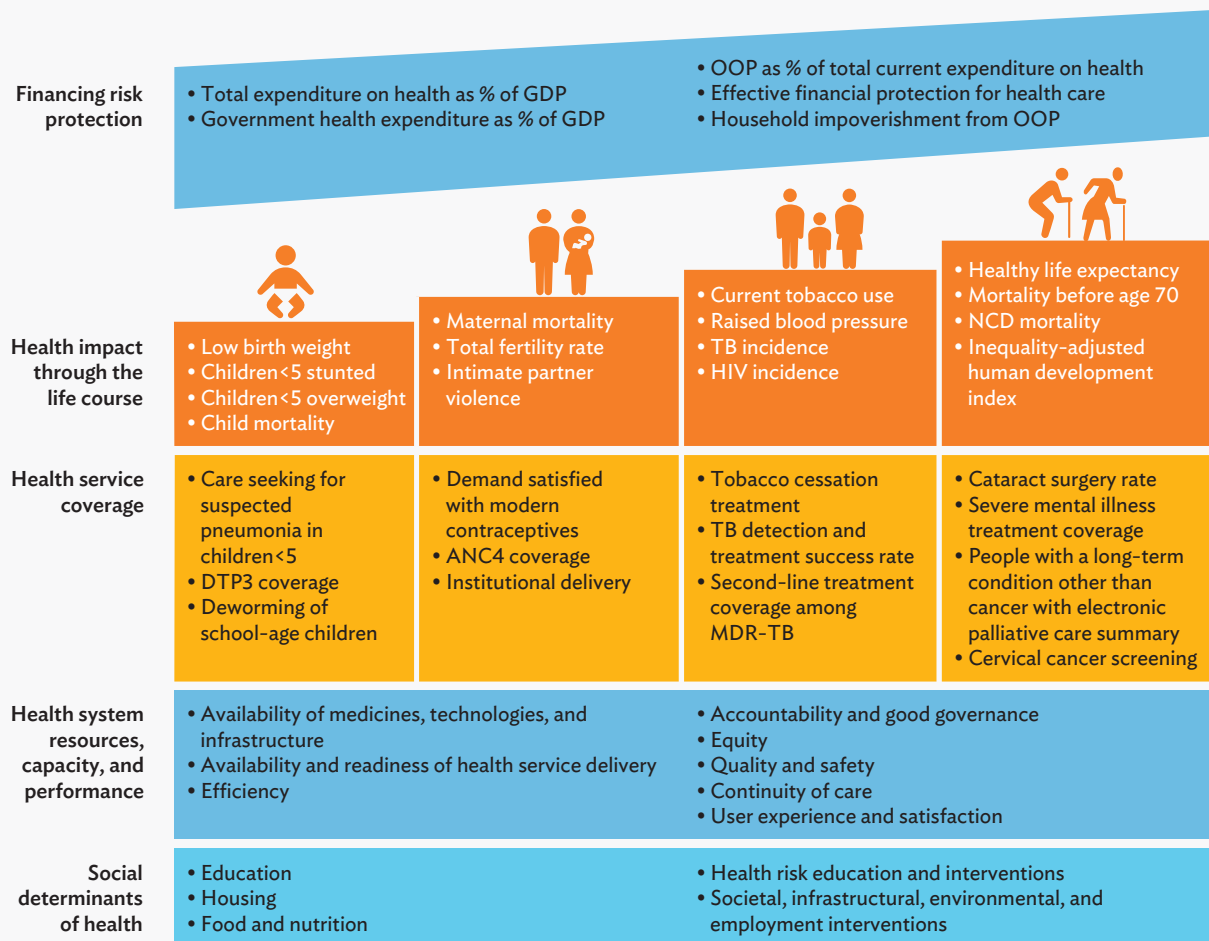 Financing risk
protection
• Total expenditure on health as % of GDP
• Government health expenditure as % of GDP
• OOP as % of total current expenditure on health
• Effective financial protection for health care
• Household impoverishment from OOP
Health impact
through the
life course
• Low birth weight
• Children<5 stunted
• Children<5 overweight
• Child mortality
• Maternal mortality
• Total fertility rate
• Intimate partner
violence
• Current tobacco use
• Raised blood pressure
• TB incidence
• HIV incidence
• Healthy life expectancy
• Mortality before age 70
• NCD mortality
• Inequality-adjusted
human development
index
Health service
coverage
• Care seeking for
suspected
pneumonia in
children<5
• DTP3 coverage
• Deworming of
school-age children
• Demand satisfied
with modern
contraceptives
• ANC4 coverage
• Institutional delivery
• Tobacco cessation
treatment
• TB detection and
treatment success rate
• Second-line treatment
coverage among
MDR-TB
• Cataract surgery rate
• Severe mental illness
treatment coverage
• People with a long-term
condition other than
cancer with electronic
palliative care summary
• Cervical cancer screening
Health system
resources,
capacity, and
performance
• Availability of medicines, technologies, and
infrastructure
• Availability and readiness of health service delivery
• Efficiency
• Accountability and good governance
• Equity
• Quality and safety
• Continuity of care
• User experience and satisfaction
Social
determinants
of health
• Education
• Housing
• Food and nutrition
• Health risk education and interventions
• Societal, infrastructural, environmental, and
employment interventions